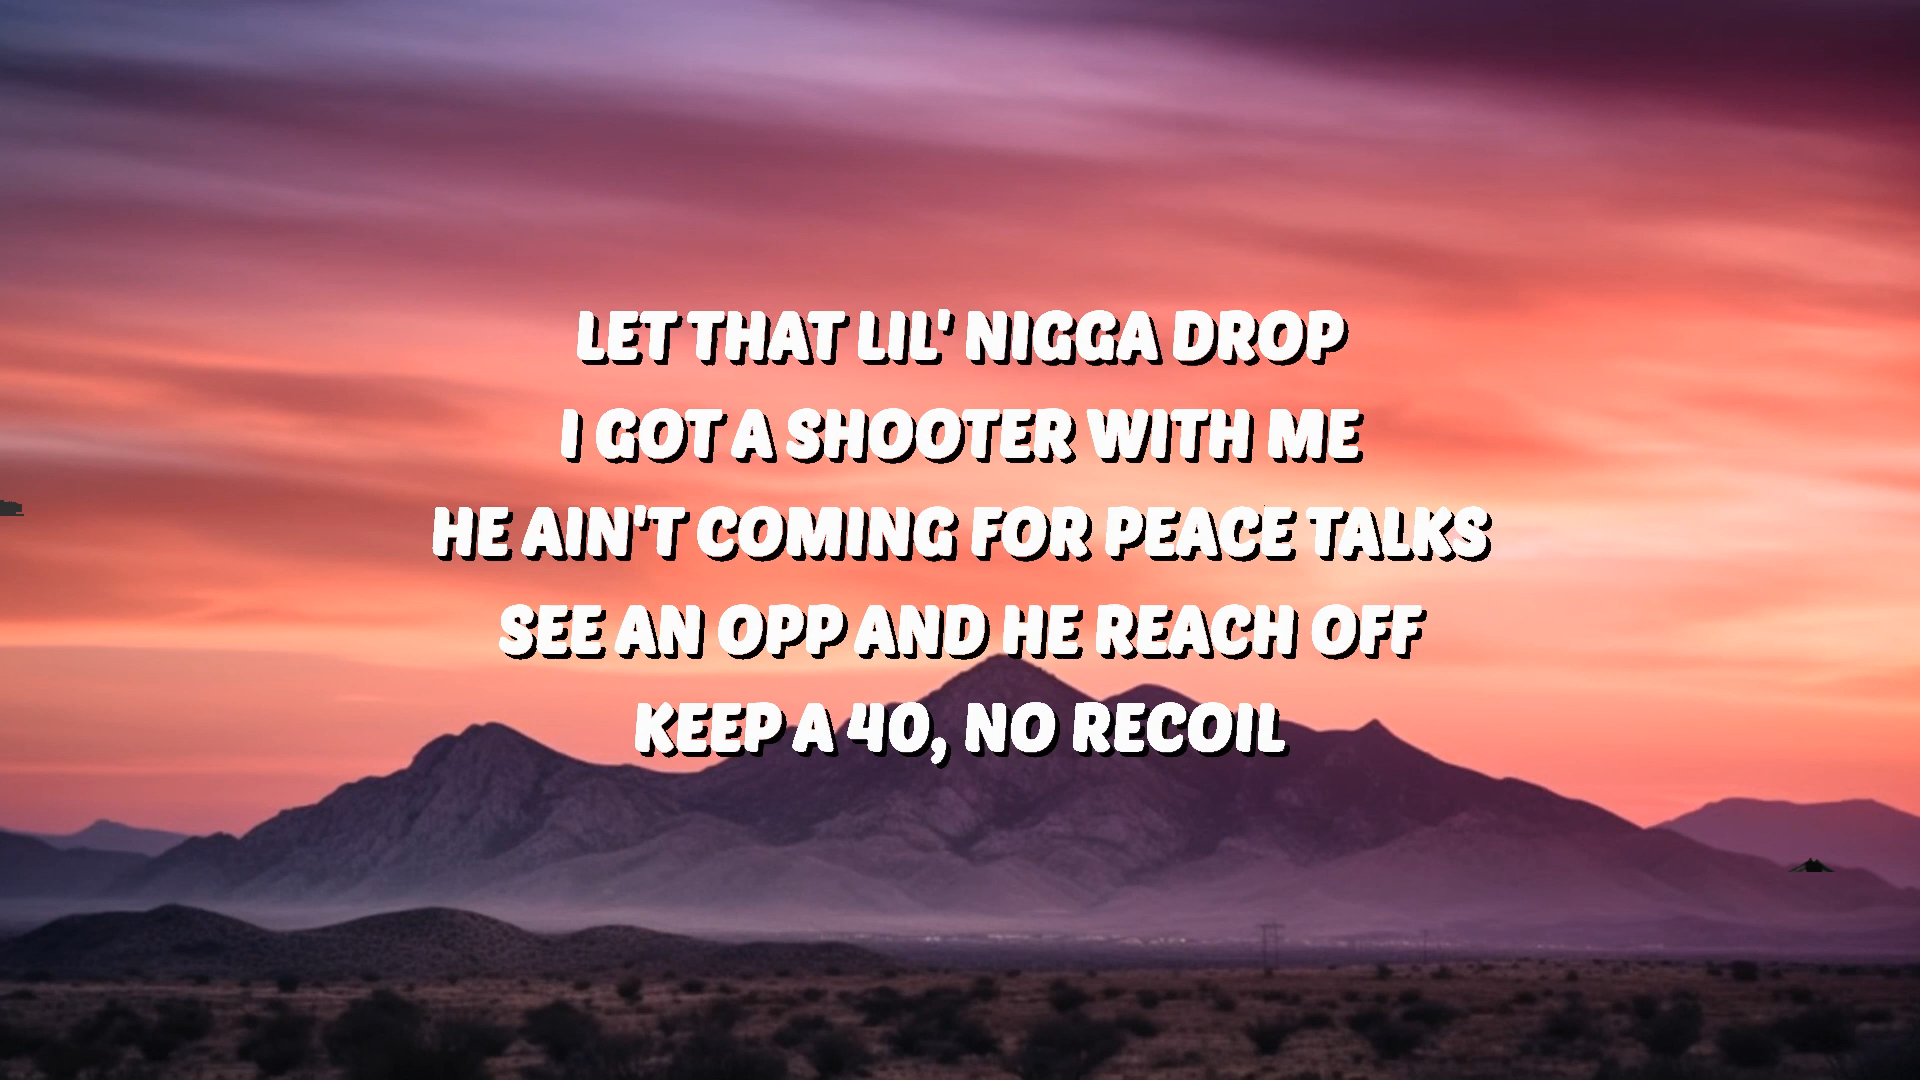 LET THAT LIL' NIGGA DROP
I GOT A SHOOTER WITH ME
HE AIN'T COMING FOR PEACE TALKS
SEE AN OPP AND HE REACH OFF
KEEP A 40, NO RECOIL